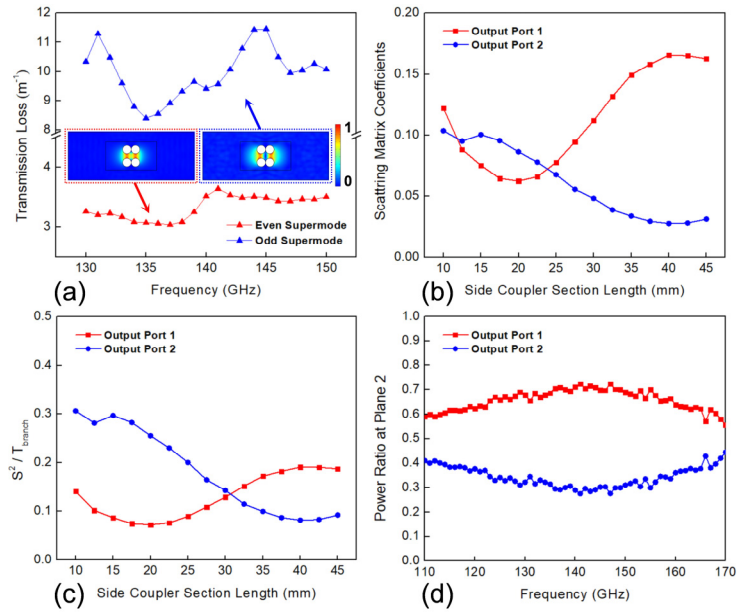 12
11
10
9
8
4
3
Transmission Loss (m⁻¹)
1
0
Even Supermode
Odd Supermode
130 135 140 145 150
Frequency (GHz)
(a)
0.20
0.15
0.10
0.05
0.00
Scattring Matrix Coefficients
Output Port 1
Output Port 2
10 15 20 25 30 35 40 45
Side Coupler Section Length (mm)
(b)
0.5
0.4
0.3
0.2
0.1
0.0
S² / T_branch
Output Port 1
Output Port 2
10 15 20 25 30 35 40 45
Side Coupler Section Length (mm)
(c)
1.0
0.9
0.8
0.7
0.6
0.5
0.4
0.3
0.2
0.1
0.0
Power Ratio at Plane 2
Output Port 1
Output Port 2
110 120 130 140 150 160 170
Frequency (GHz)
(d)